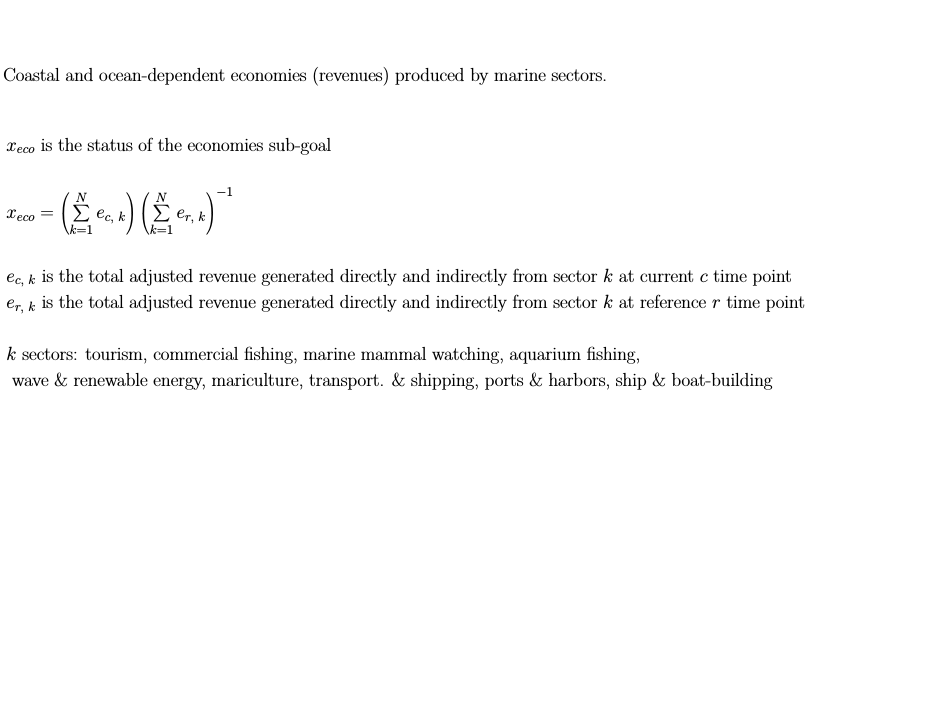 Coastal and ocean-dependent economies (revenues) produced by marine sectors.
x_{eco} is the status of the economies sub-goal
x_{eco} = \left( \sum_{k=1}^{N} e_{c, k} \right) \left( \sum_{k=1}^{N} e_{r, k} \right)^{-1}
e_{c, k} is the total adjusted revenue generated directly and indirectly from sector k at current c time point
e_{r, k} is the total adjusted revenue generated directly and indirectly from sector k at reference r time point
k sectors: tourism, commercial fishing, marine mammal watching, aquarium fishing,
wave & renewable energy, mariculture, transport. & shipping, ports & harbors, ship & boat-building